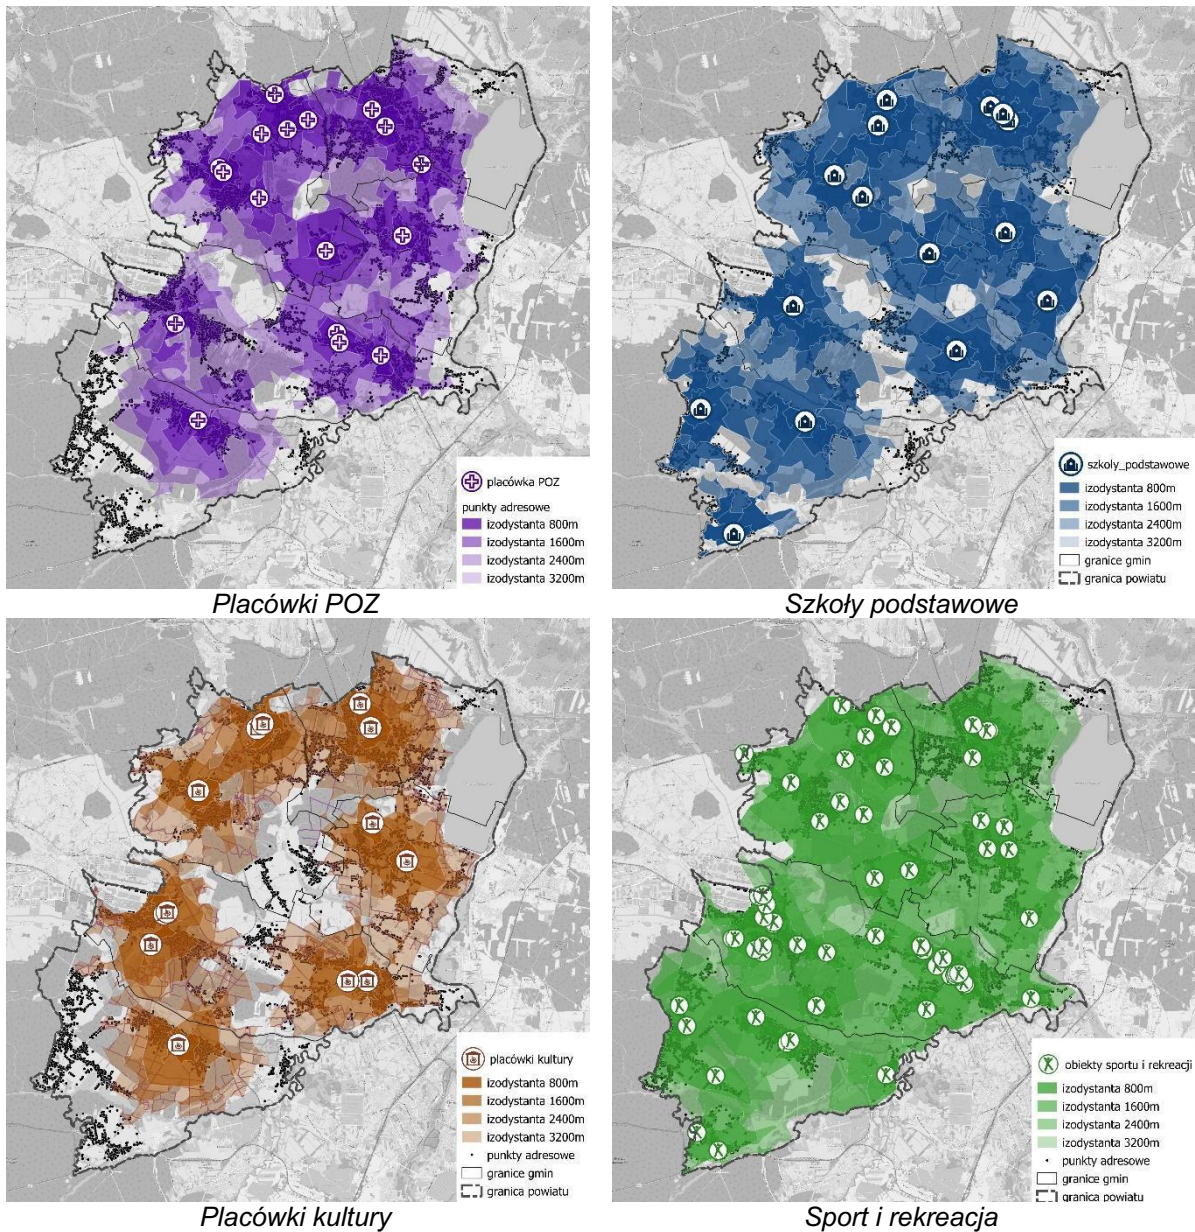 placówka POZ
punkty adresowe
izodystanta 800m
izodystanta 1600m
izodystanta 2400m
izodystanta 3200m
Placówki POZ
szkoly_podstawowe
izodystanta 800m
izodystanta 1600m
izodystanta 2400m
izodystanta 3200m
granice gmin
granica powiatu
Szkoły podstawowe
placówki kultury
izodystanta 800m
izodystanta 1600m
izodystanta 2400m
izodystanta 3200m
punkty adresowe
granice gmin
granica powiatu
Placówki kultury
obiekty sportu i rekreacji
izodystanta 800m
izodystanta 1600m
izodystanta 2400m
izodystanta 3200m
punkty adresowe
granice gmin
granica powiatu
Sport i rekreacja